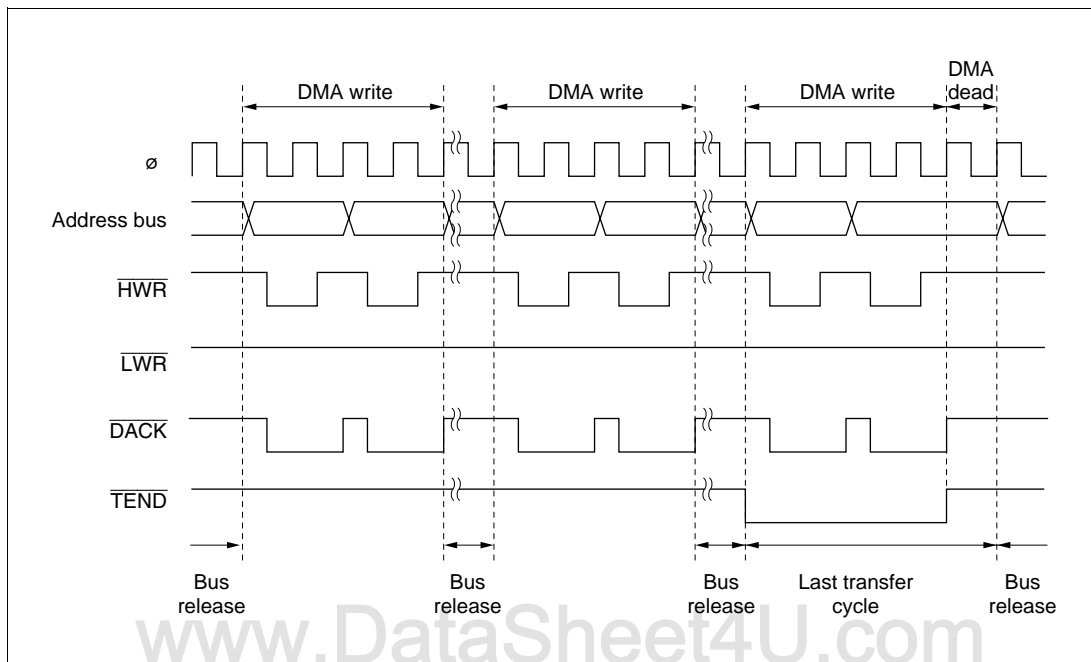 DMA write
DMA write
DMA write
DMA
dead
ø
Address bus
HWR
LWR
DACK
TEND
Bus
release
Bus
release
Bus
release
Last transfer
cycle
Bus
release
www.DataSheet4U.com